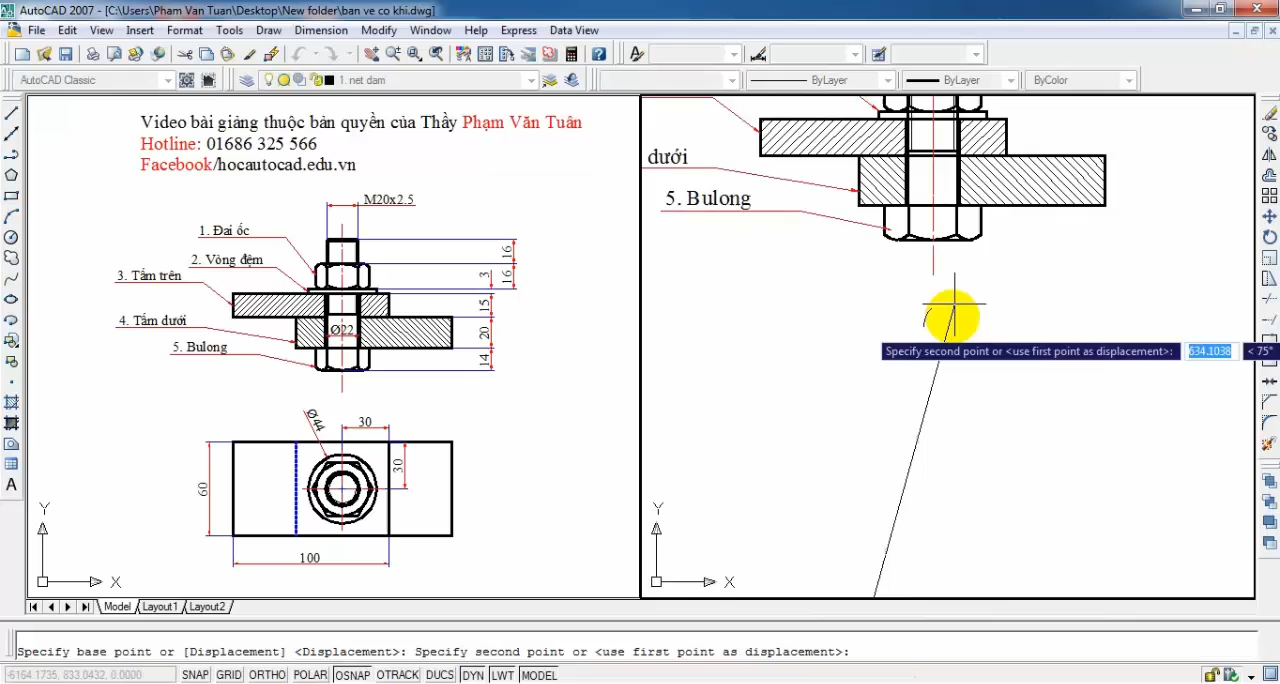 AutoCAD 2007 - [C:\Users\Pham Van Tuan\Desktop\New folder\ban ve co khi.dwg]
File Edit View Insert Format Tools Draw Dimension Modify Window Help Express Data View
AutoCAD Classic
1. net dam
ByLayer
ByLayer
ByColor
Video bài giảng thuộc bản quyền của Thầy Phạm Văn Tuân
Hotline: 01686 325 566
Facebook/hocautocad.edu.vn
M20x2.5
1. Đai ốc
2. Vòng đệm
3. Tấm trên
4. Tấm dưới
5. Bulong
Ø22
16
16
3
15
20
14
Ø44
30
30
60
100
Y
X
dưới
5. Bulong
Specify second point or <use first point as displacement>: 634.1038 < 75°
Y
X
Model Layout1 Layout2
Specify base point or [Displacement] <Displacement>: Specify second point or <use first point as displacement>:
-6164.1735, 833.0432, 0.0000 SNAP GRID ORTHO POLAR OSNAP OTRACK DUCS DYN LWT MODEL